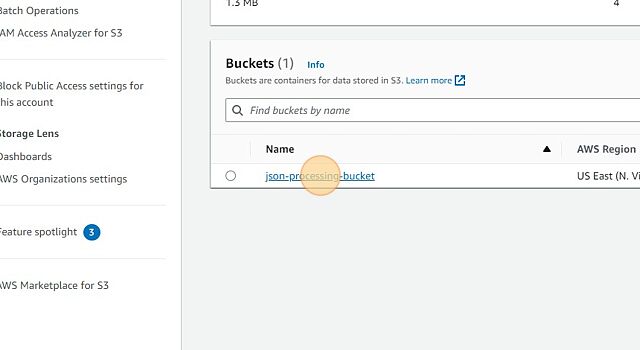 Batch Operations
IAM Access Analyzer for S3
Block Public Access settings for
this account
Storage Lens
Dashboards
AWS Organizations settings
Feature spotlight 3
AWS Marketplace for S3
1.3 MB 4
Buckets (1) Info
Buckets are containers for data stored in S3. Learn more
Find buckets by name
Name AWS Region
json-processing-bucket US East (N. Vi